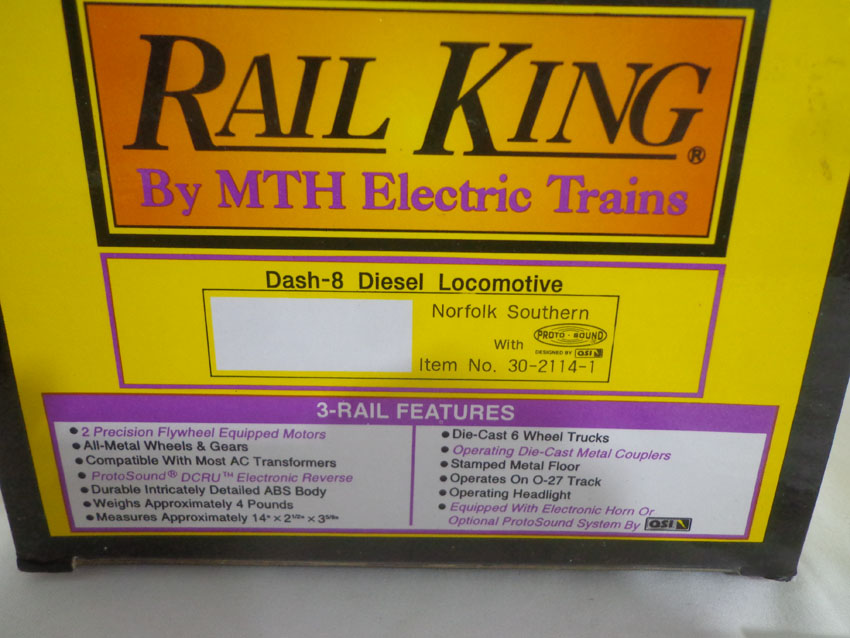 RAIL KING®
By MTH Electric Trains
Dash-8 Diesel Locomotive
Norfolk Southern
With PROTO-SOUND
DESIGNED BY QSI
Item No. 30-2114-1
3-RAIL FEATURES
• 2 Precision Flywheel Equipped Motors
• All-Metal Wheels & Gears
• Compatible With Most AC Transformers
• ProtoSound® DCRU™ Electronic Reverse
• Durable Intricately Detailed ABS Body
• Weighs Approximately 4 Pounds
• Measures Approximately 14" × 2 1/2" × 3 5/8"
• Die-Cast 6 Wheel Trucks
• Operating Die-Cast Metal Couplers
• Stamped Metal Floor
• Operates On O-27 Track
• Operating Headlight
• Equipped With Electronic Horn Or
Optional ProtoSound System By QSI